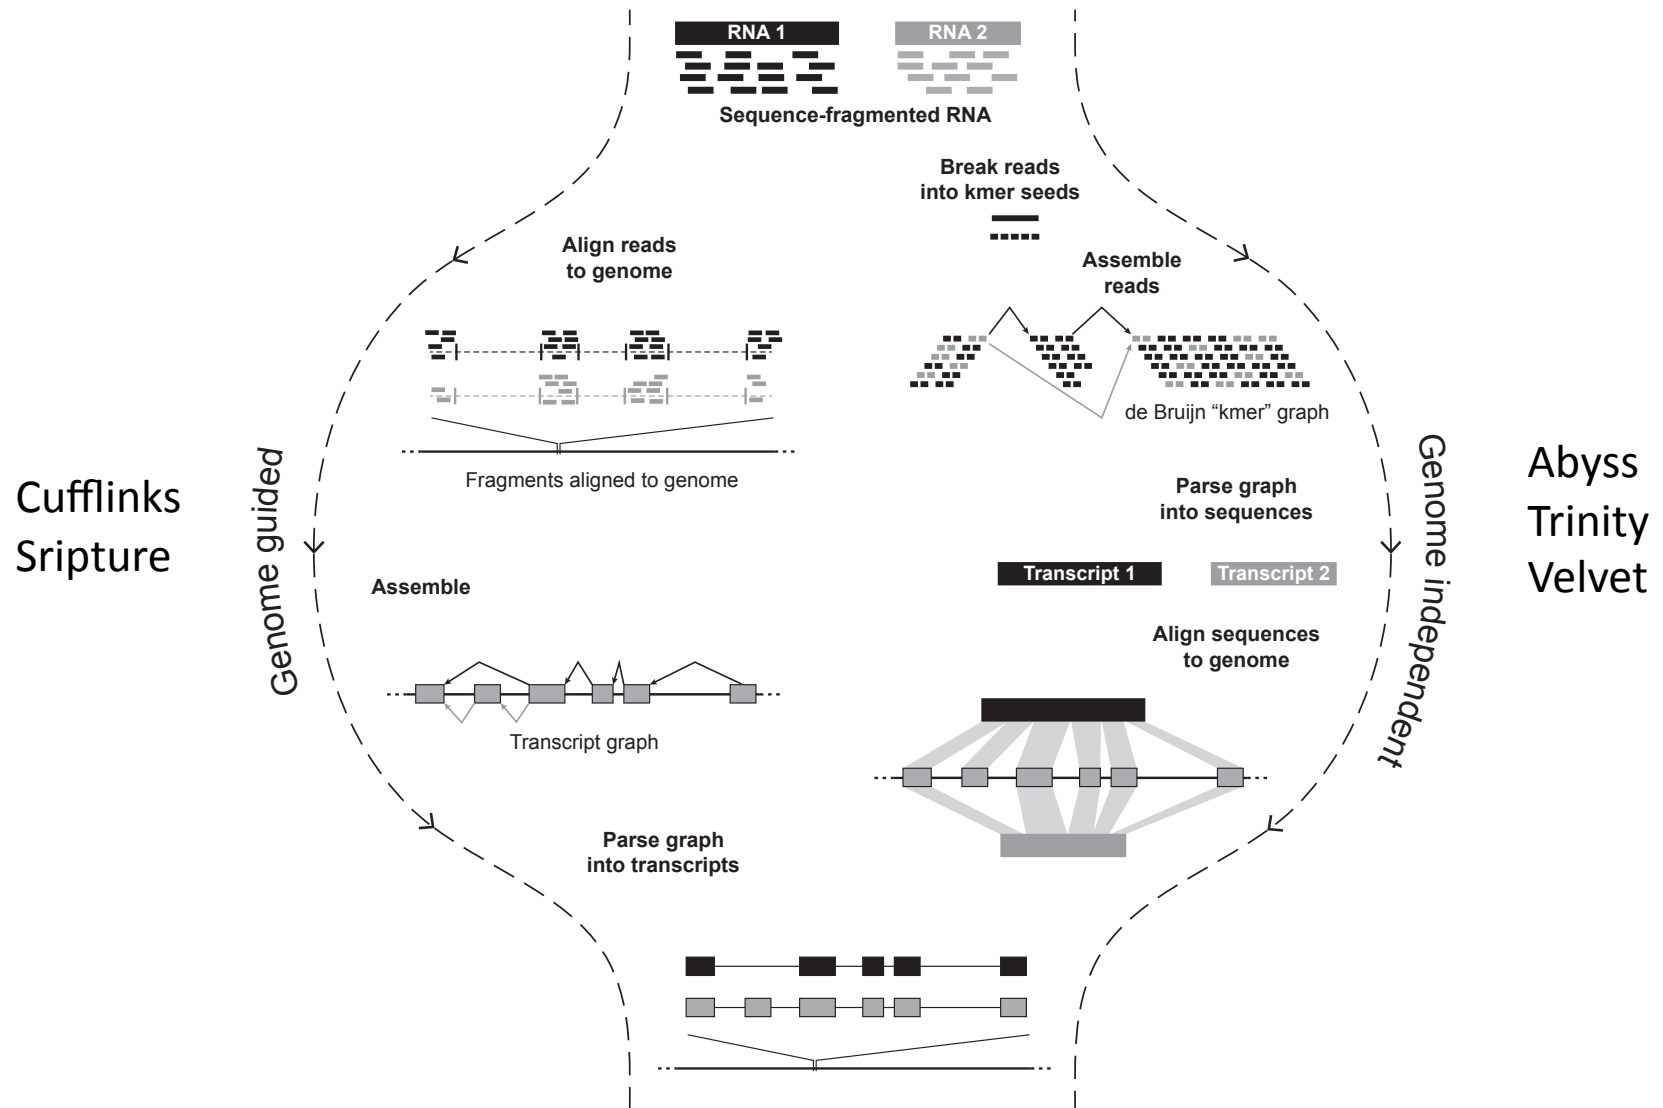 RNA 1
RNA 2
Sequence-fragmented RNA
Break reads
into kmer seeds
Align reads
to genome
Assemble
reads
de Bruijn “kmer” graph
Fragments aligned to genome
Genome guided
Cufflinks
Sripture
Genome independent
Abyss
Trinity
Velvet
Parse graph
into sequences
Transcript 1
Transcript 2
Assemble
Align sequences
to genome
Transcript graph
Parse graph
into transcripts